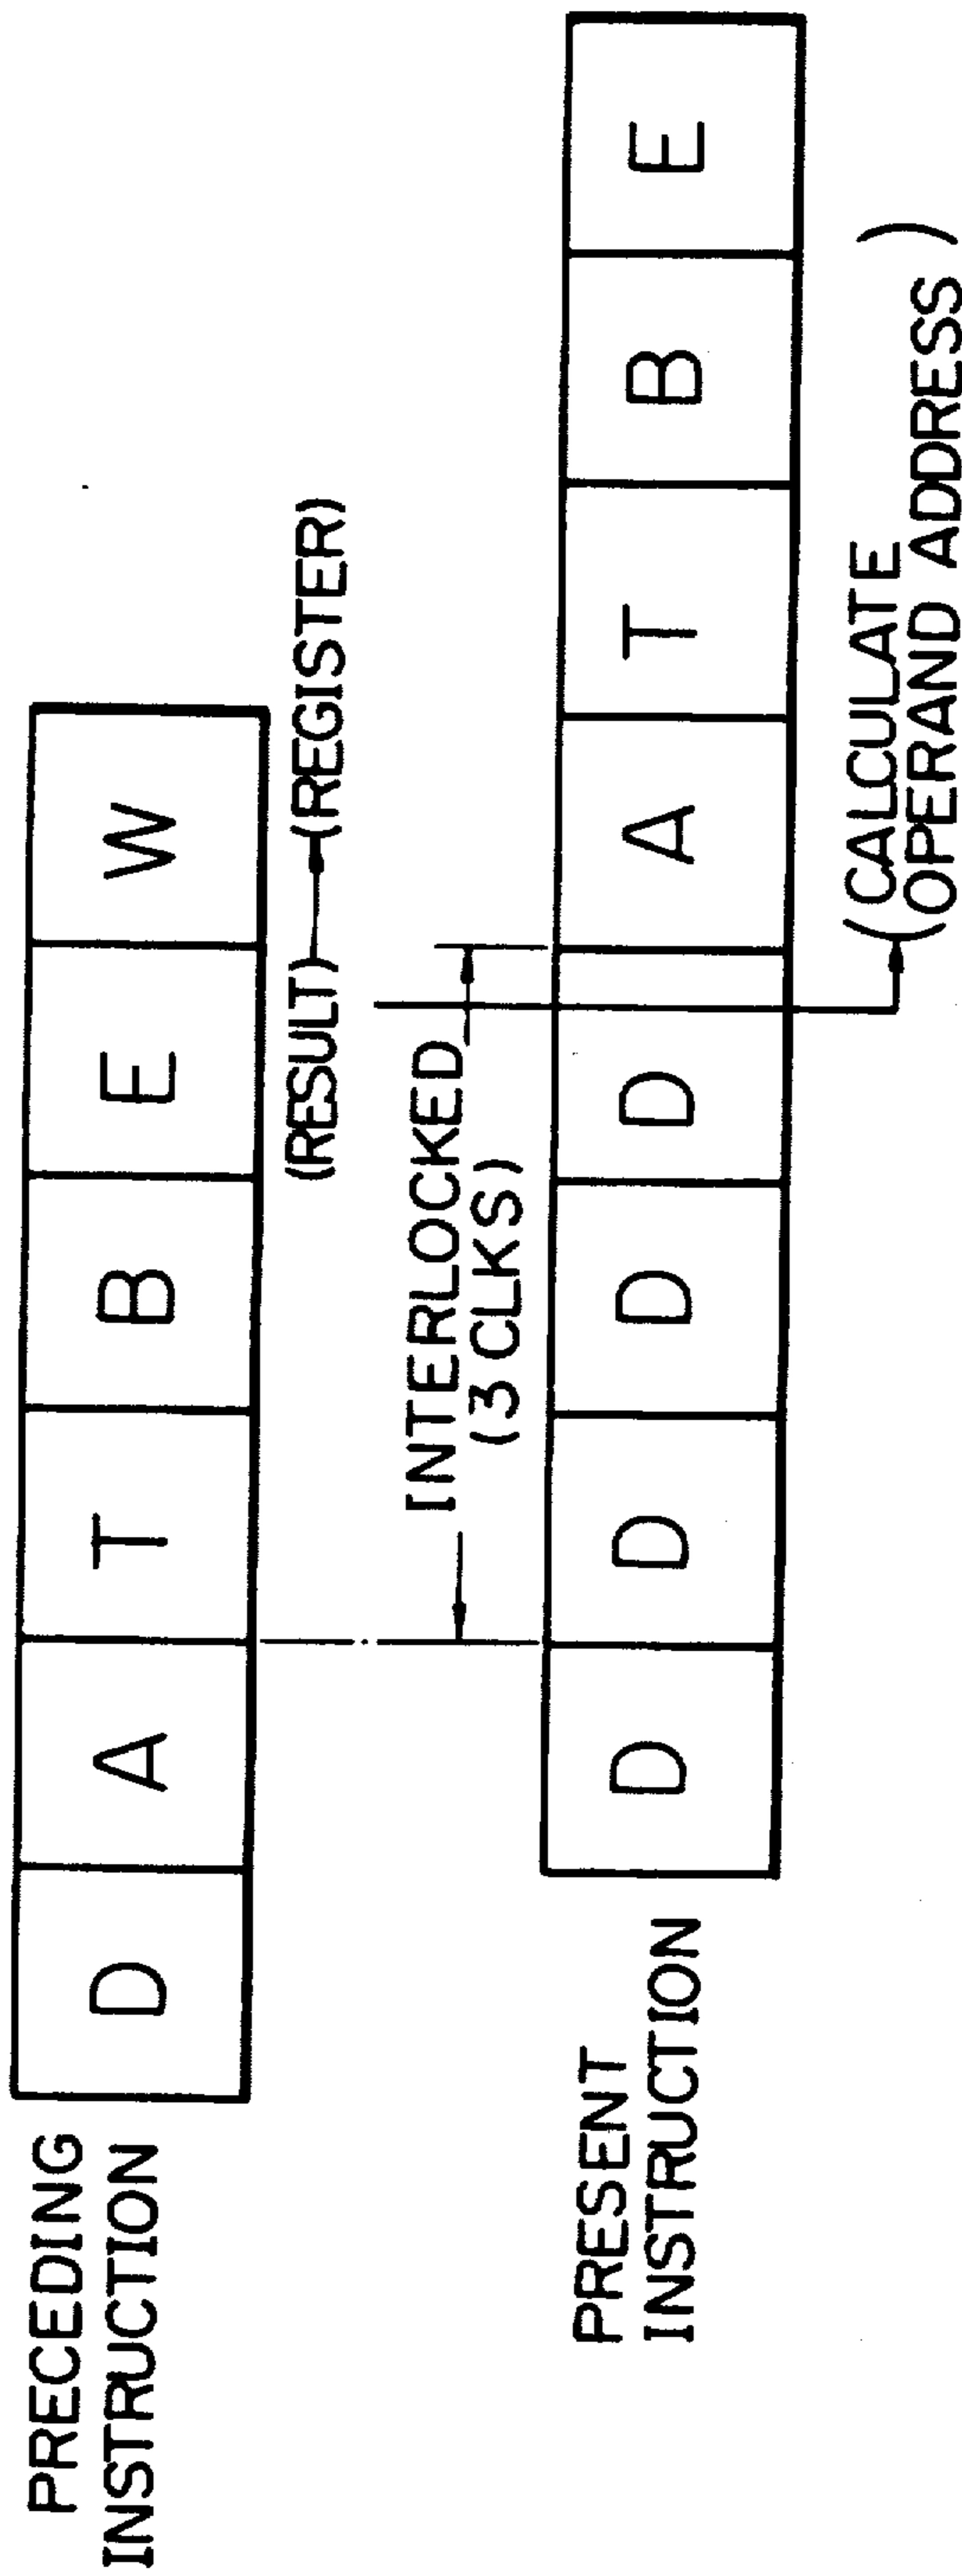 PRECEDING
INSTRUCTION
D A T B E W
(RESULT) (REGISTER)
INTERLOCKED
(3 CLKS)
PRESENT
INSTRUCTION
D D D D A T B E
(CALCULATE
OPERAND ADDRESS)